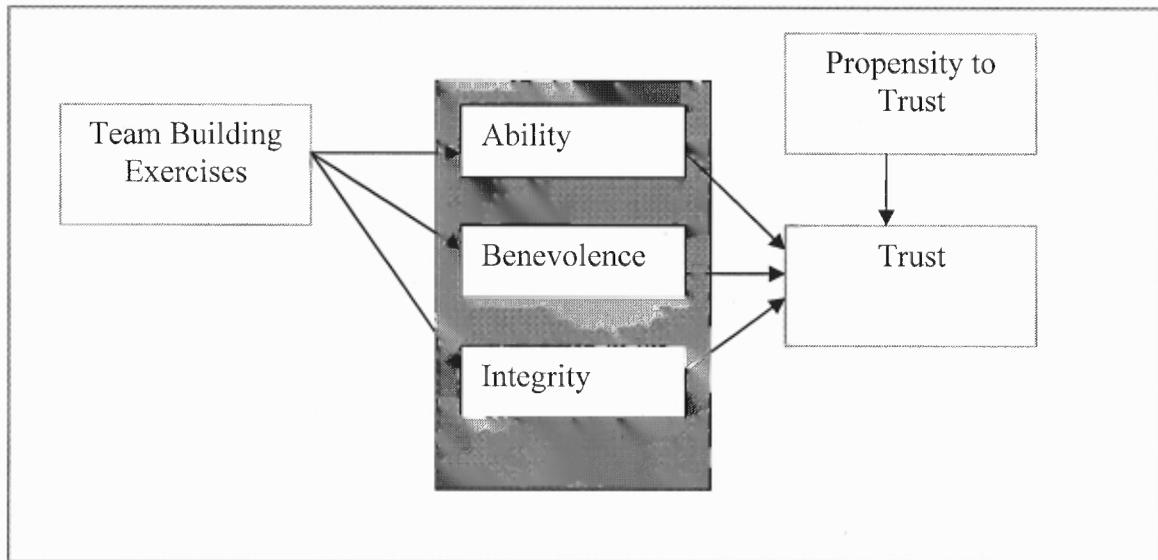 Team Building
Exercises
Ability
Benevolence
Integrity
Propensity to
Trust
Trust